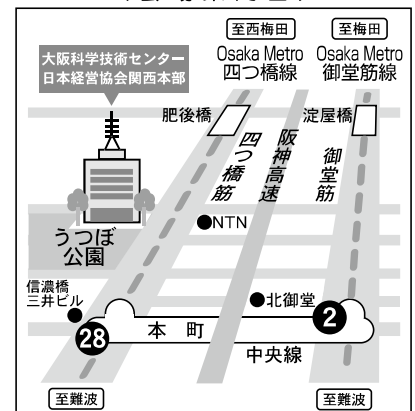 至西梅田
至梅田
Osaka Metro
四つ橋線
Osaka Metro
御堂筋線
大阪科学技術センター
日本経営協会関西本部
肥後橋
淀屋橋
四つ橋筋
阪神高速
御堂筋
NTN
うつぼ
公園
信濃橋
三井ビル
北御堂
28
本町
2
中央線
至難波
至難波